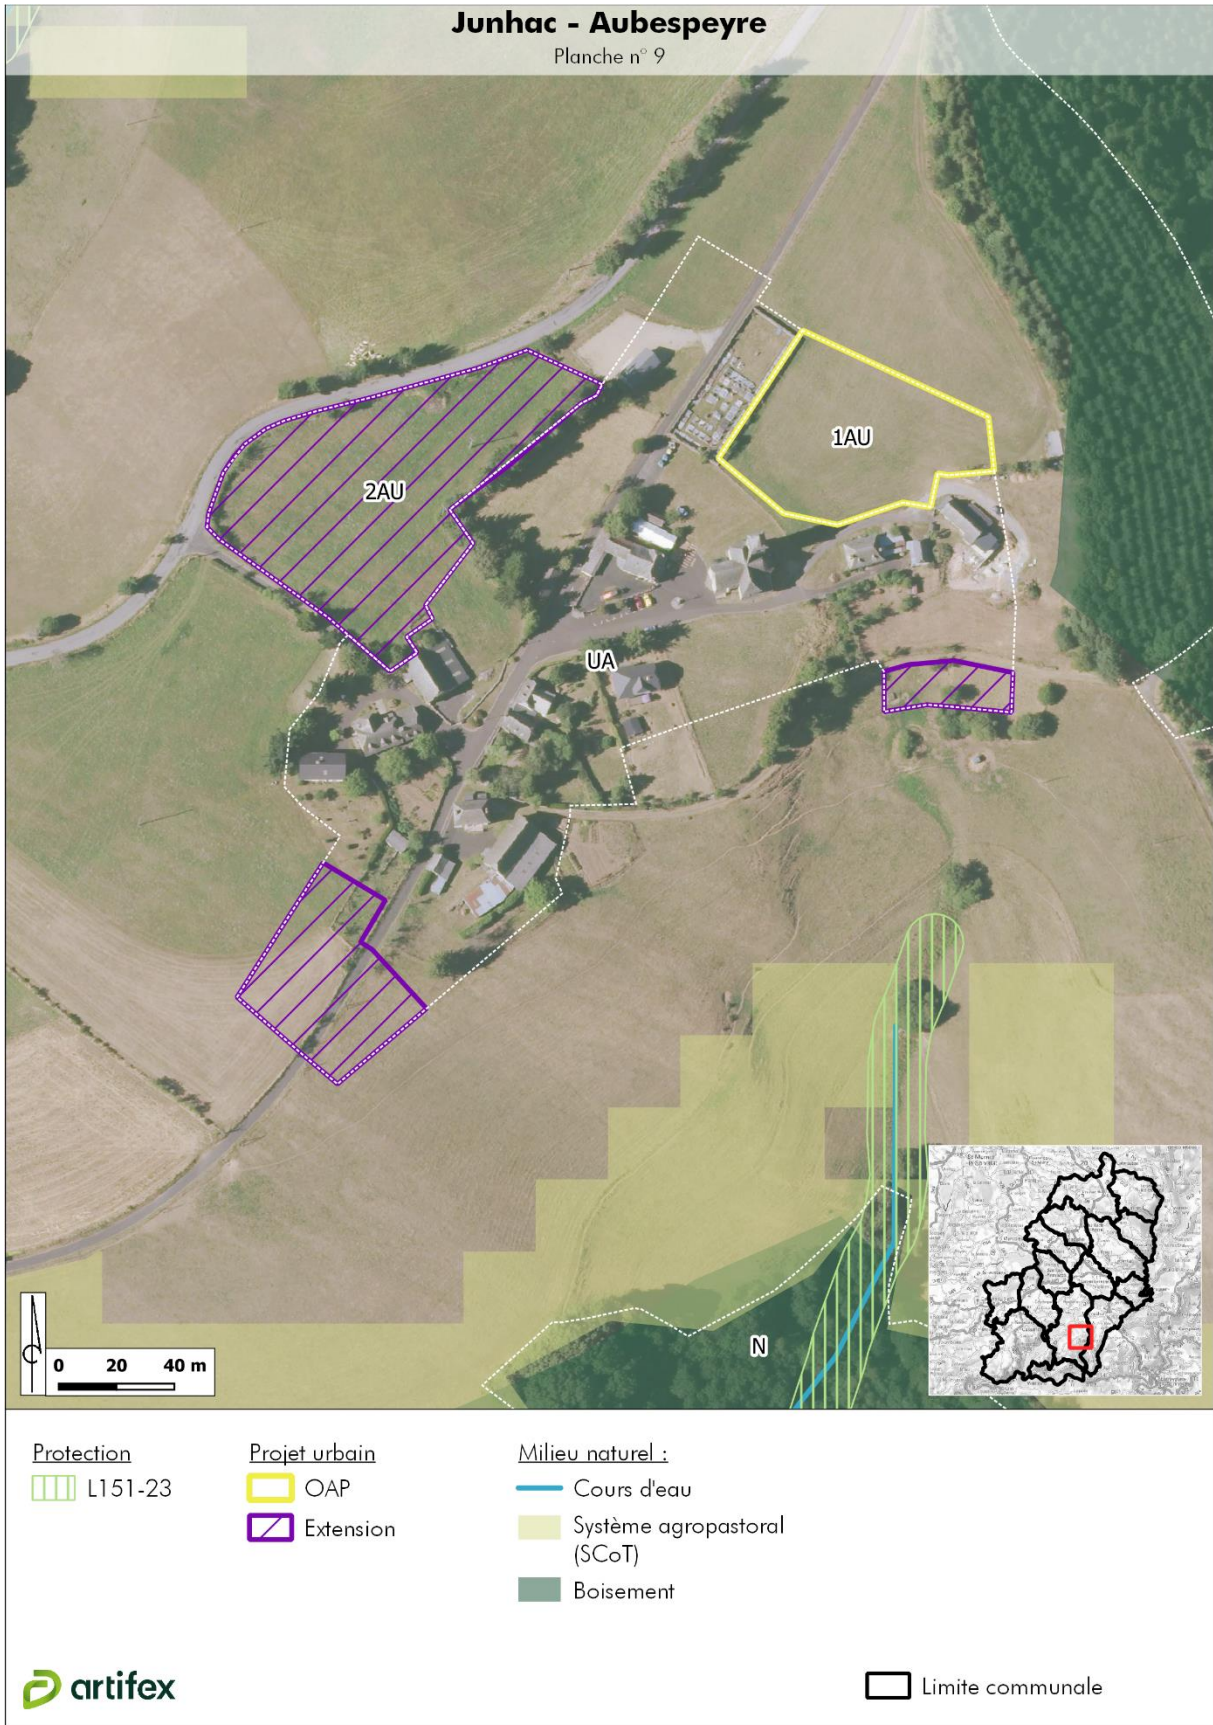 Junhac - Aubespeyre
Planche n° 9
1AU
2AU
UA
N
0 20 40 m
Protection
L151-23
Projet urbain
OAP
Extension
Milieu naturel :
Cours d'eau
Système agropastoral
(SCoT)
Boisement
artifex
Limite communale